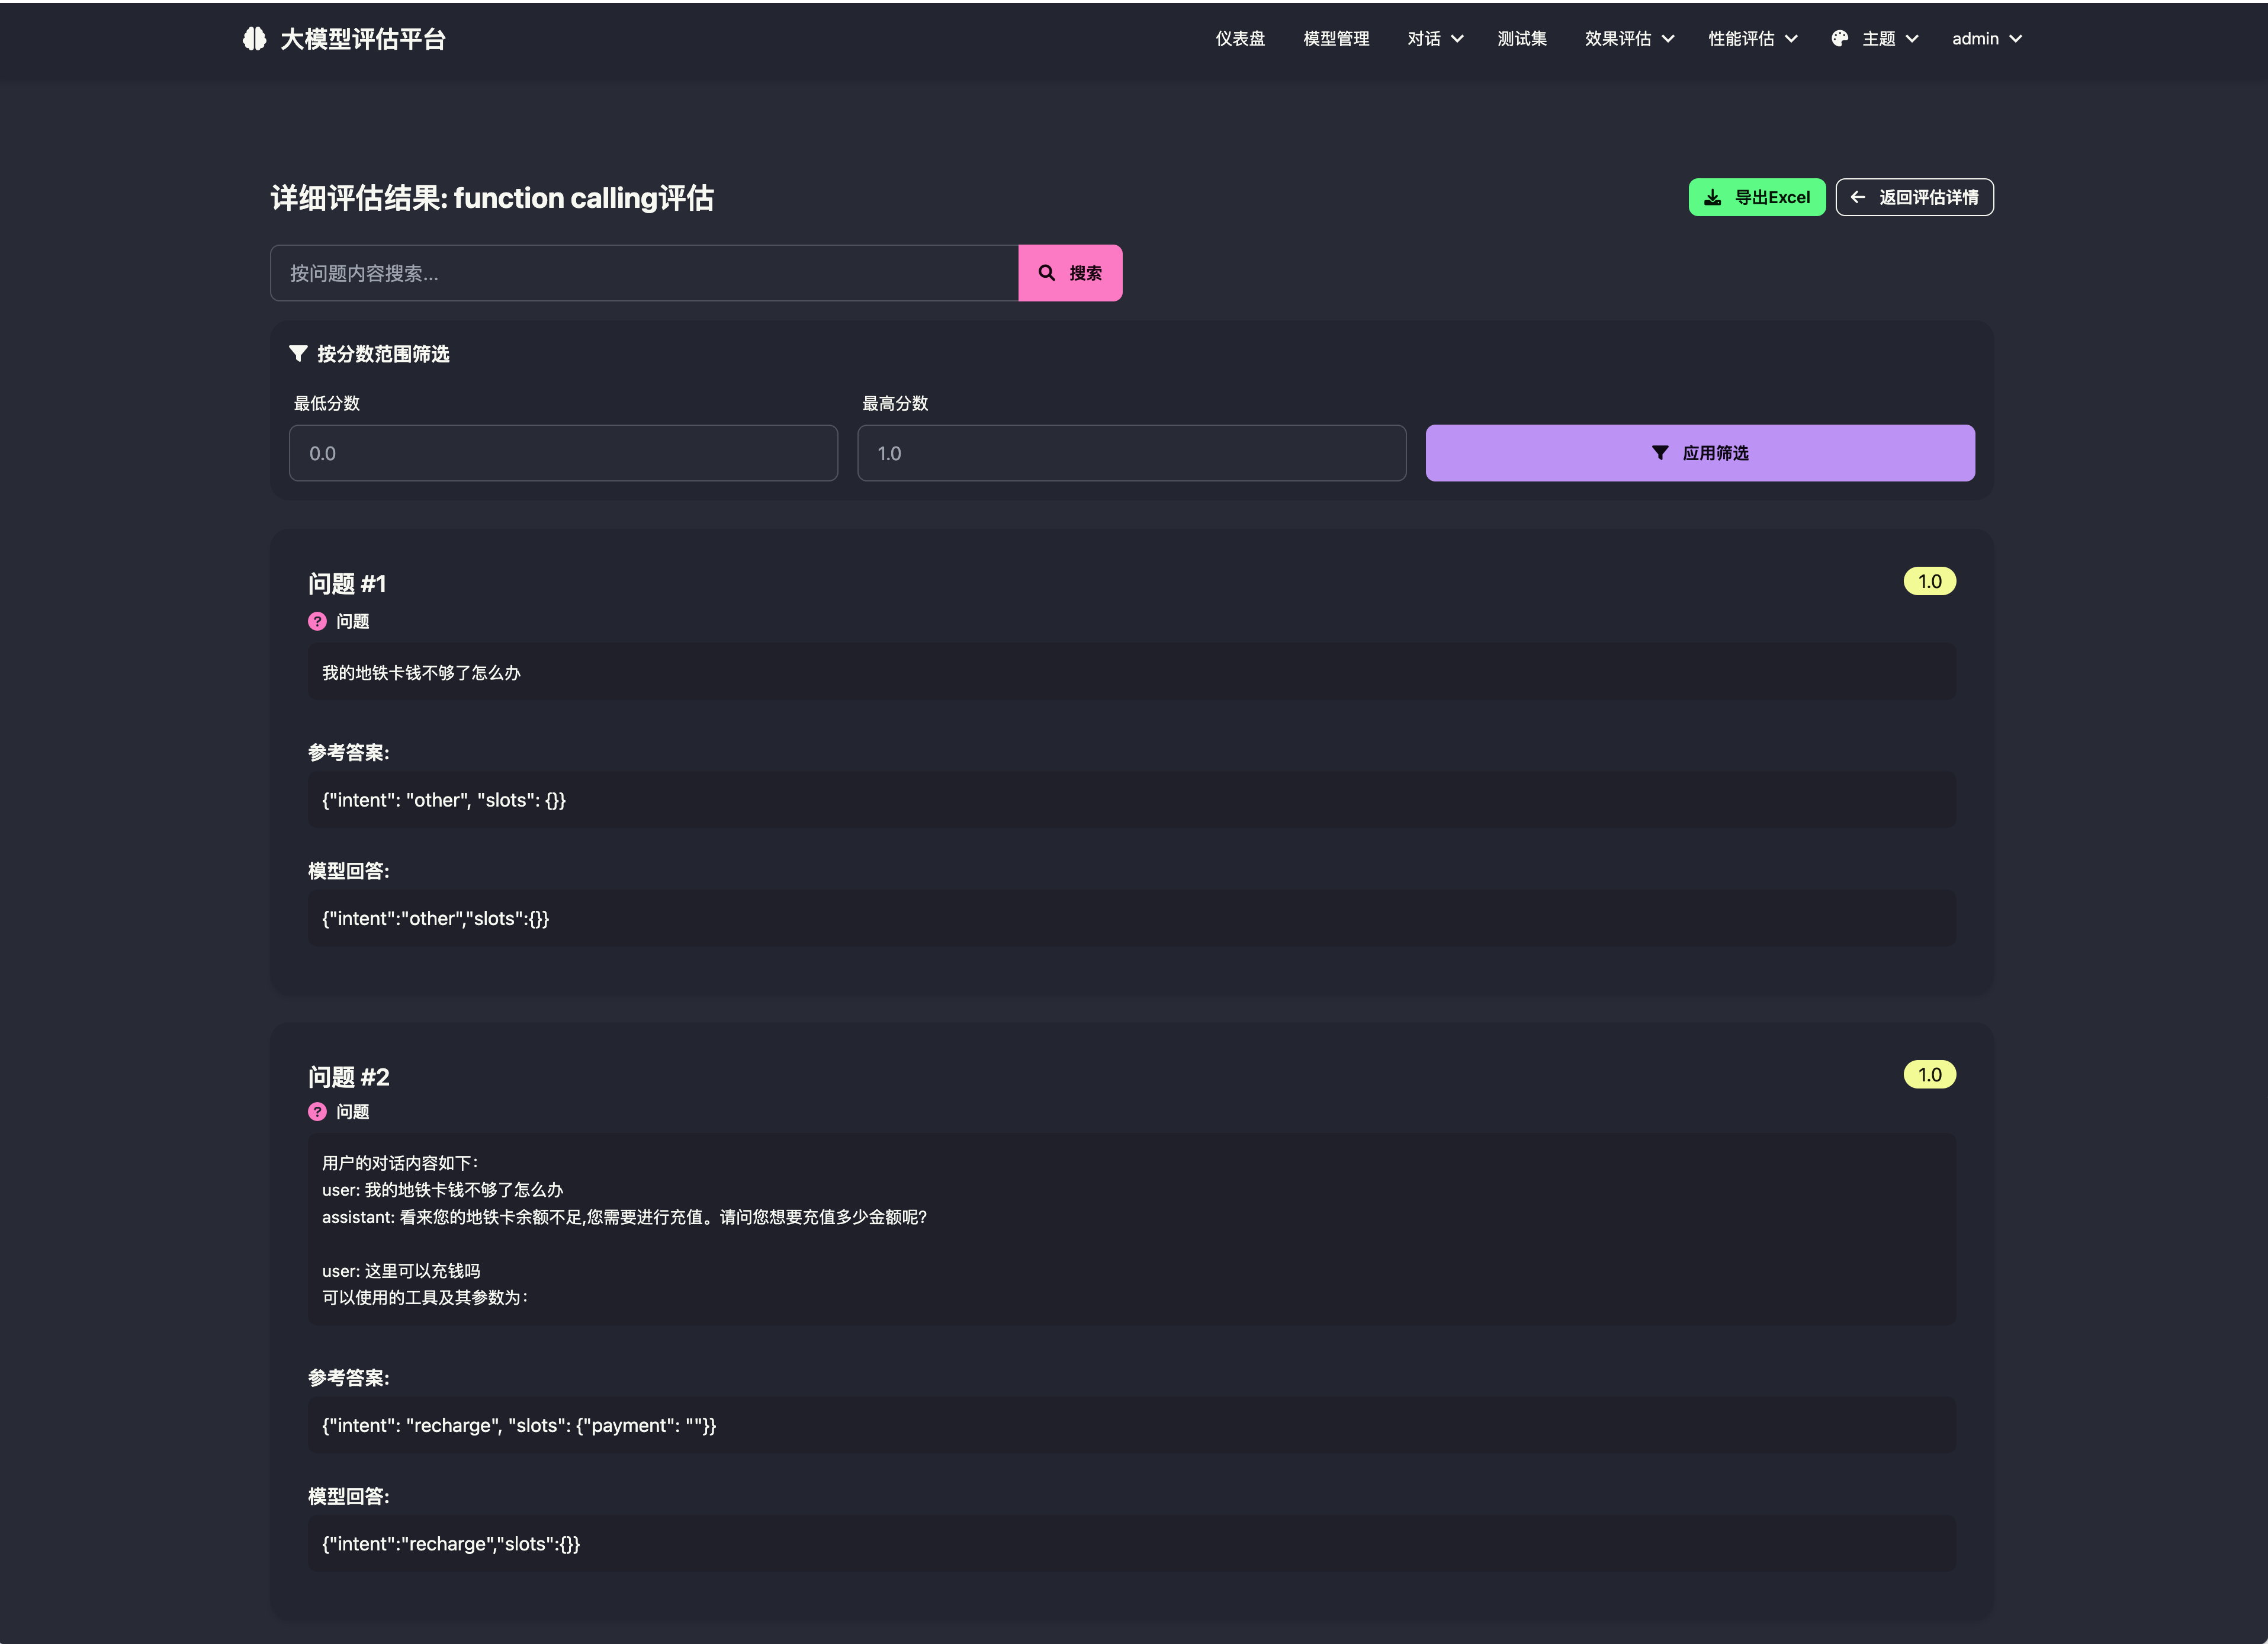 大模型评估平台
仪表盘 模型管理 对话 测试集 效果评估 性能评估 主题 admin
详细评估结果: function calling评估
导出Excel
返回评估详情
按问题内容搜索...
搜索
按分数范围筛选
最低分数
最高分数
0.0
1.0
应用筛选
问题 #1
1.0
问题
我的地铁卡钱不够了怎么办
参考答案:
{"intent": "other", "slots": {}}
模型回答:
{"intent":"other","slots":{}}
问题 #2
1.0
问题
用户的对话内容如下:
user: 我的地铁卡钱不够了怎么办
assistant: 看来您的地铁卡余额不足,您需要进行充值。请问您想要充值多少金额呢?
user: 这里可以充钱吗
可以使用的工具及其参数为:
参考答案:
{"intent": "recharge", "slots": {"payment": ""}}
模型回答:
{"intent":"recharge","slots":{}}